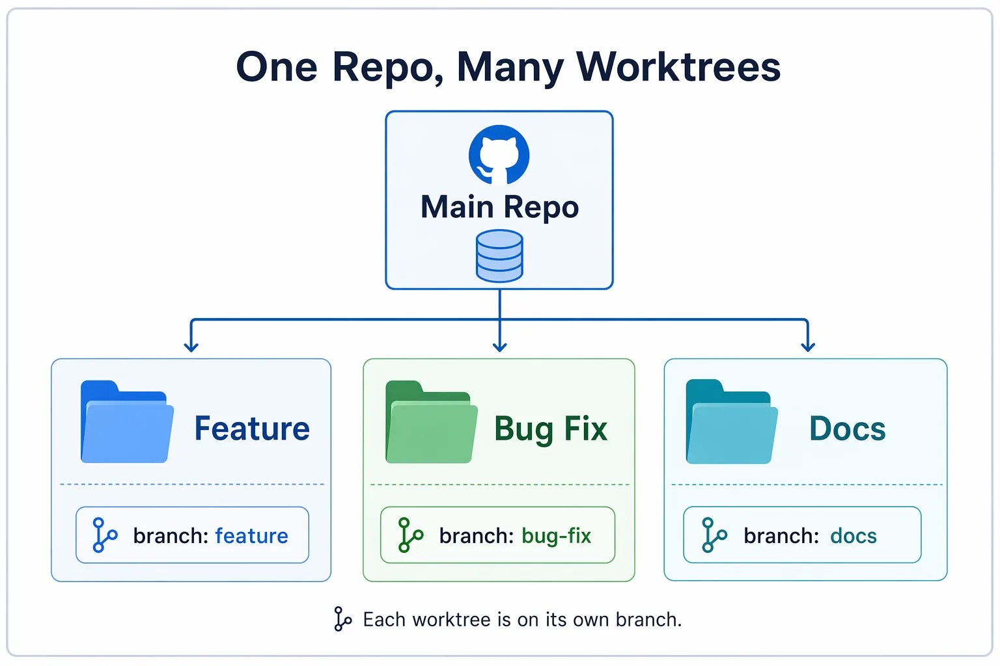 One Repo, Many Worktrees
Main Repo
Feature
Bug Fix
Docs
branch: feature
branch: bug-fix
branch: docs
Each worktree is on its own branch.